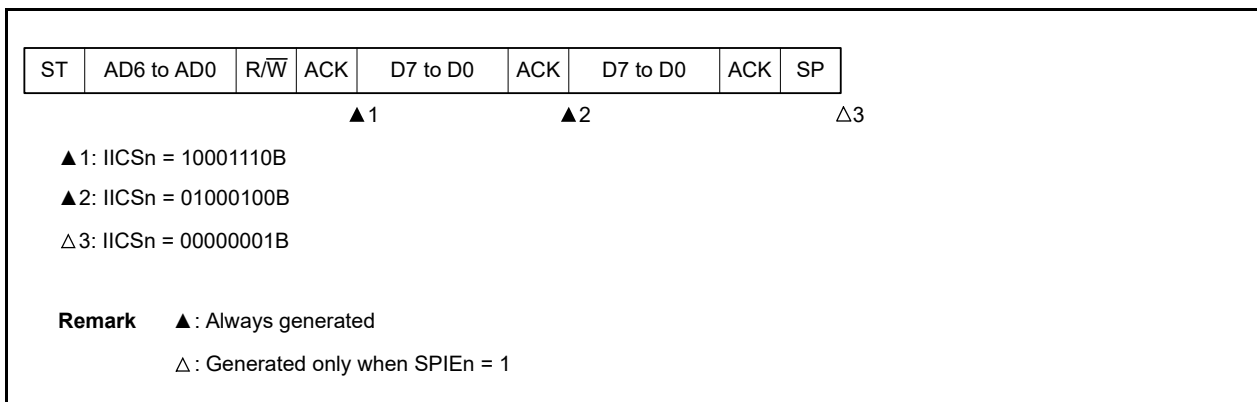 ST AD6 to AD0 R/W̅ ACK D7 to D0 ACK D7 to D0 ACK SP
▲1 ▲2 △3
▲1: IICSn = 10001110B
▲2: IICSn = 01000100B
△3: IICSn = 00000001B
Remark ▲: Always generated
△: Generated only when SPIEn = 1